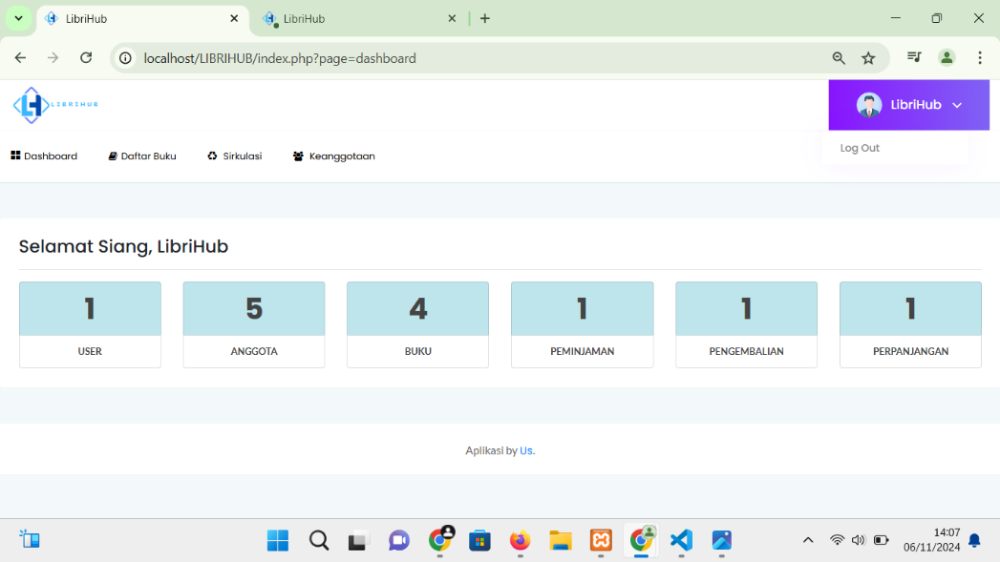 LibriHub
LibriHub
localhost/LIBRIHUB/index.php?page=dashboard
LIBRIHUB
LibriHub
Dashboard
Daftar Buku
Sirkulasi
Keanggotaan
Log Out
Selamat Siang, LibriHub
1
5
4
1
1
1
USER
ANGGOTA
BUKU
PEMINJAMAN
PENGEMBALIAN
PERPANJANGAN
Aplikasi by Us.
14:07
06/11/2024